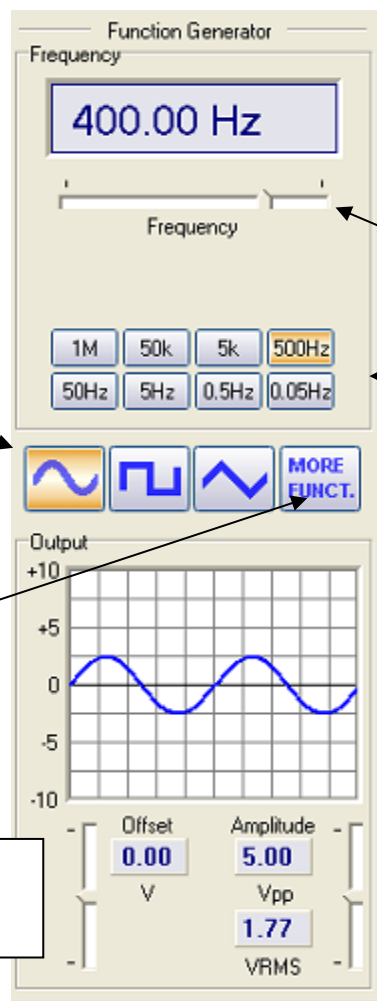 Function Generator
Frequency
400.00 Hz
Frequency
1M 50k 5k 500Hz
50Hz 5Hz 0.5Hz 0.05Hz
MORE
FUNCT.
Output
+10
+5
0
-5
-10
Offset Amplitude
0.00 5.00
V Vpp
1.77
VRMS